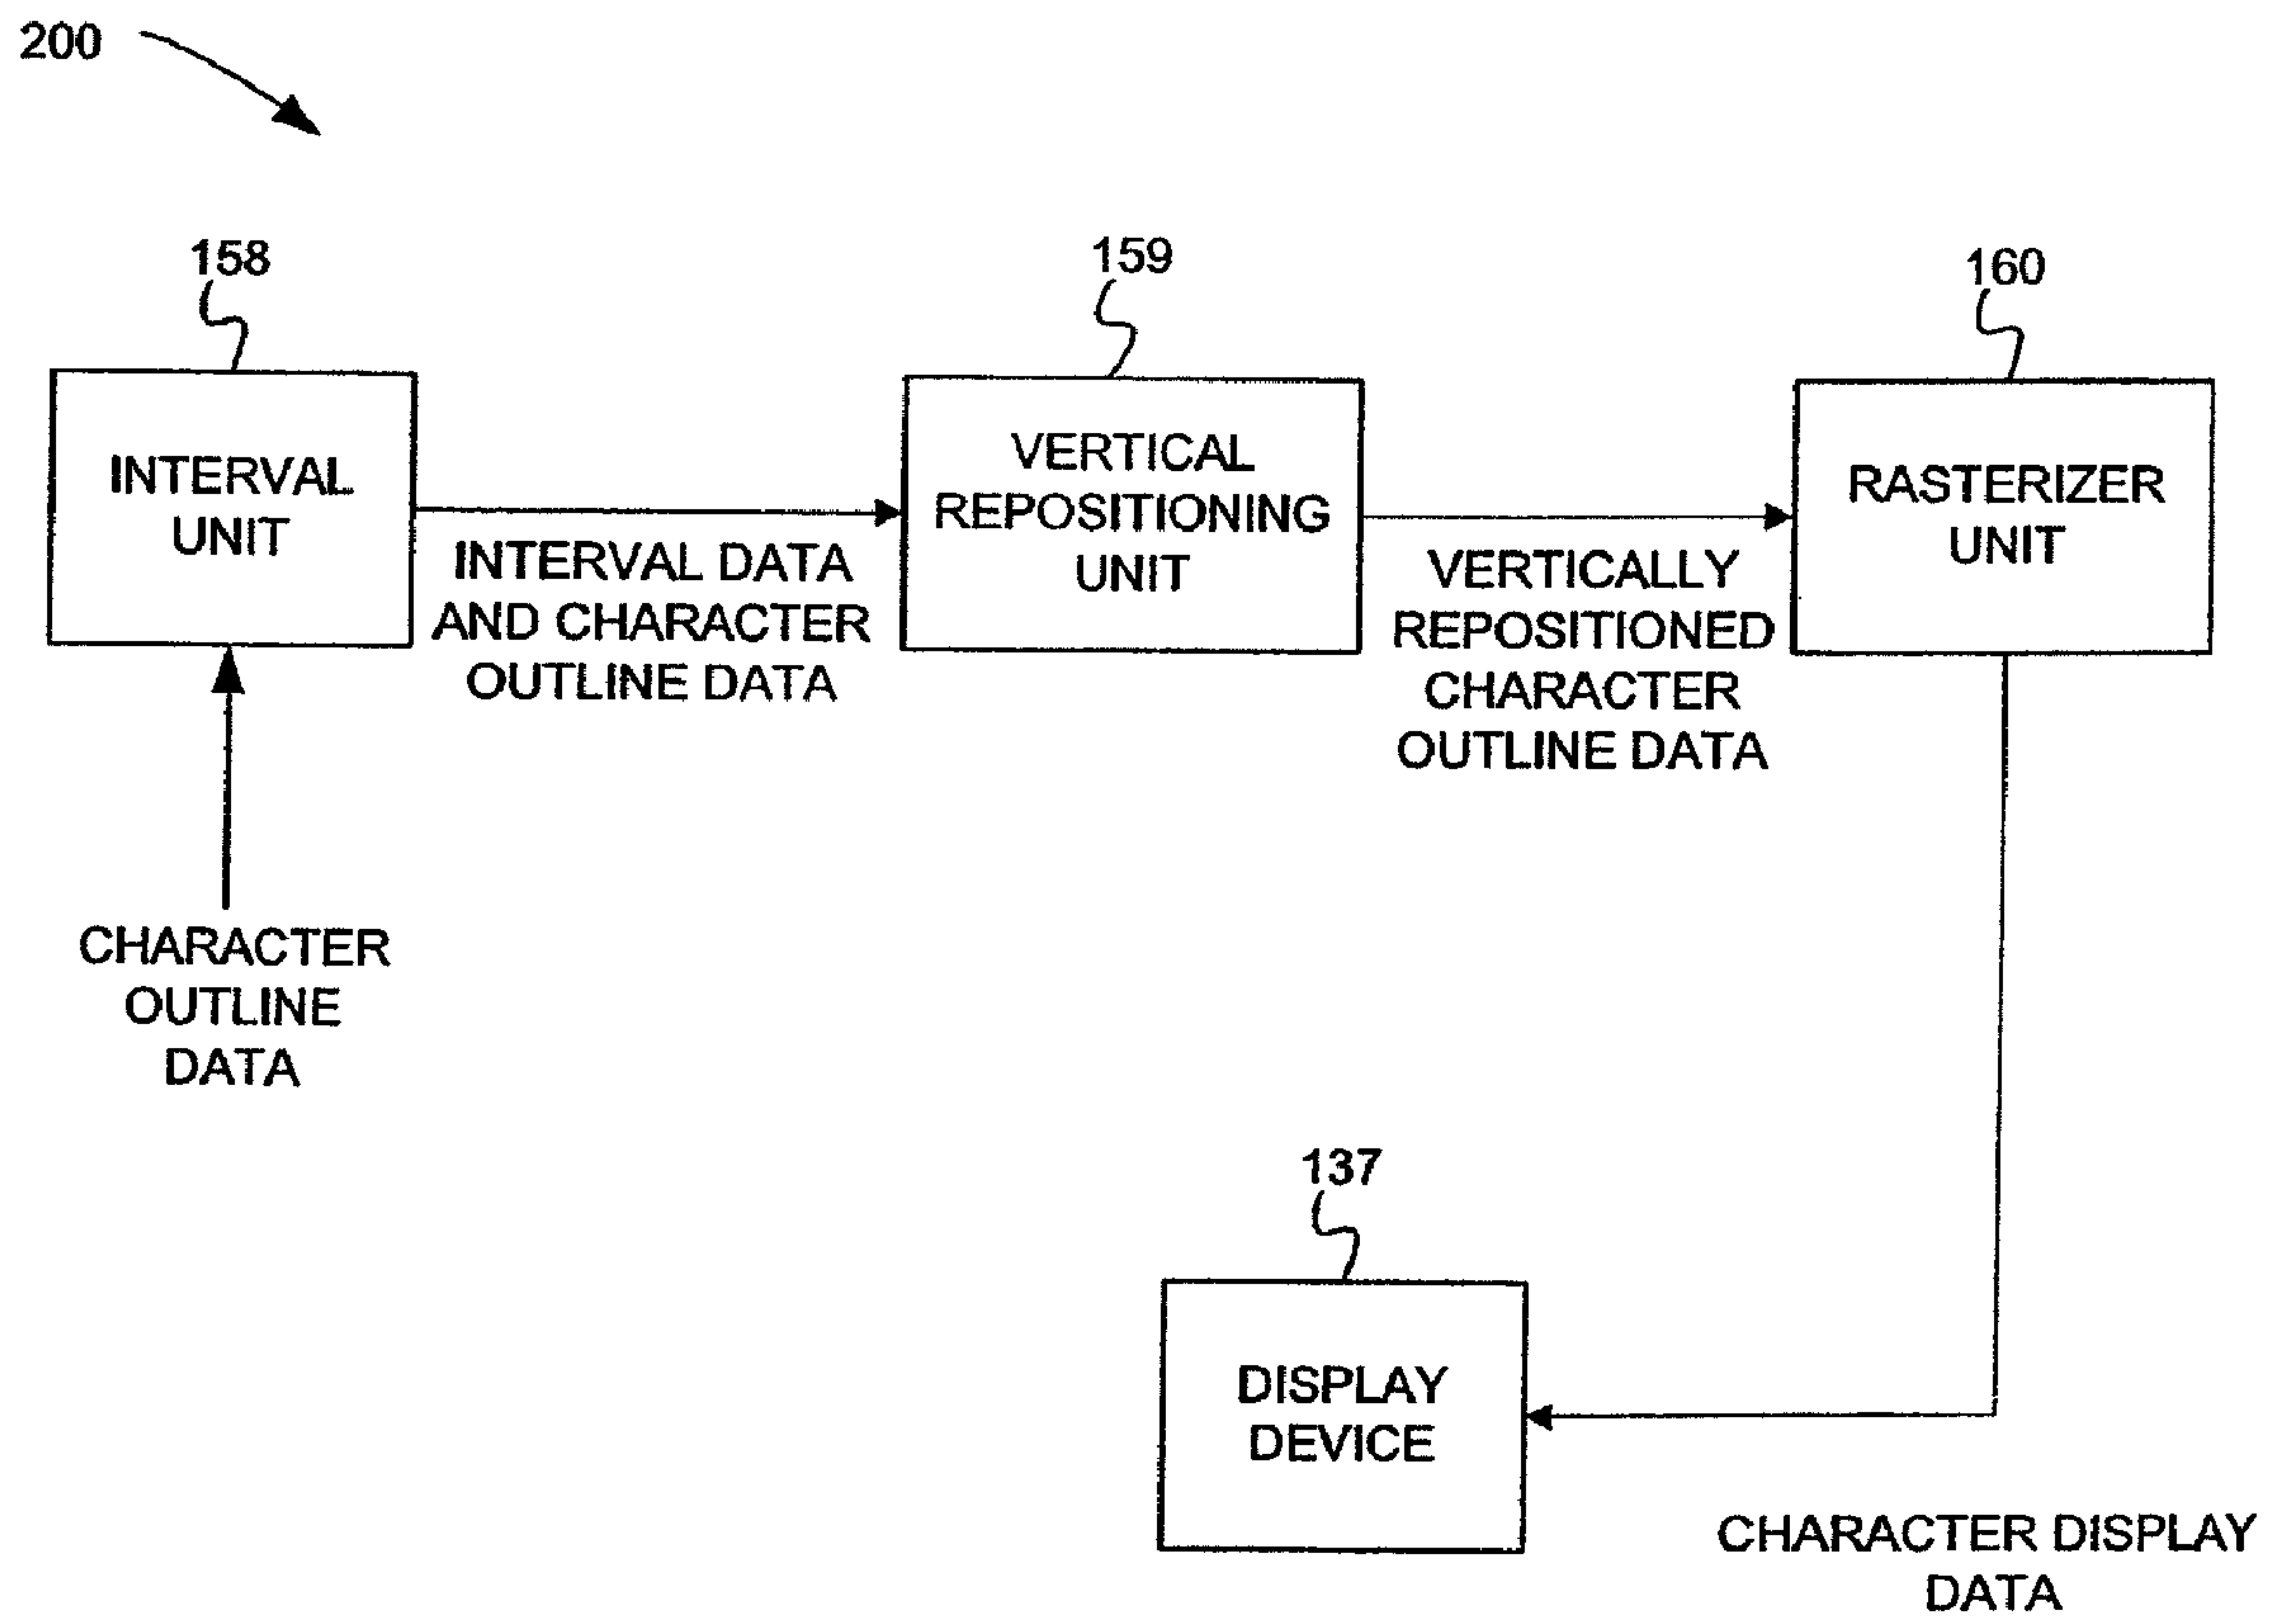 200
158
159
160
INTERVAL
UNIT
VERTICAL
REPOSITIONING
UNIT
RASTERIZER
UNIT
INTERVAL DATA
AND CHARACTER
OUTLINE DATA
VERTICALLY
REPOSITIONED
CHARACTER
OUTLINE DATA
CHARACTER
OUTLINE
DATA
137
DISPLAY
DEVICE
CHARACTER DISPLAY
DATA